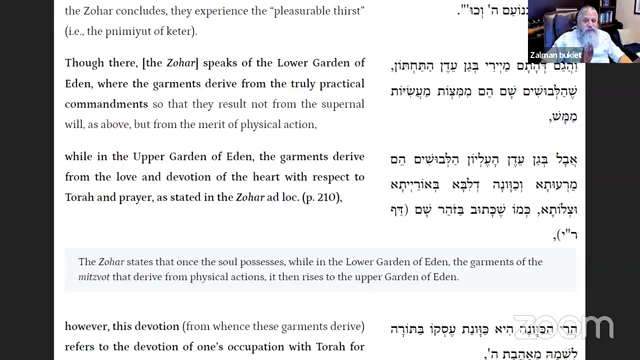 the Zohar concludes, they experience the “pleasurable thirst”
(i.e., the pnimiyut of keter).
בְּנוֹעַם ה' וְכוּ'".
Zalman bukiet
Though there, [the Zohar] speaks of the Lower Garden of
Eden, where the garments derive from the truly practical
commandments so that they result not from the supernal
will, as above, but from the merit of physical action,
וַהֲגַם דְּהָתָם מַיְירֵי בְּגַן עֵדֶן הַתַּחְתּוֹן,
שֶׁהַלְּבוּשִׁים שָׁם הֵם מִמִּצְוֹת מַעֲשִׂיּוֹת
מַמָּשׁ,
while in the Upper Garden of Eden, the garments derive
from the love and devotion of the heart with respect to
Torah and prayer, as stated in the Zohar ad loc. (p. 210),
אֲבָל בְּגַן עֵדֶן הָעֶלְיוֹן הַלְּבוּשִׁים הֵם
מֵרְעוּתָא וְכַוָּונָה דְלִבָּא בְּאוֹרַיְיתָא
וּצְלוֹתָא, כְּמוֹ שֶׁכָּתוּב בַּזֹּהַר שָׁם (דַּף
ר"י),
The Zohar states that once the soul possesses, while in the Lower Garden of Eden, the garments of the
mitzvot that derive from physical actions, it then rises to the upper Garden of Eden.
however, this devotion (from whence these garments derive)
refers to the devotion of one’s occupation with Torah for
הֲרֵי הַכַּוָּונָה הִיא כַּוָּונַת עֶסְקוֹ בַּתּוֹרָה
לִשְׁמָהּ מֵאַהֲבַת ה',
zoom